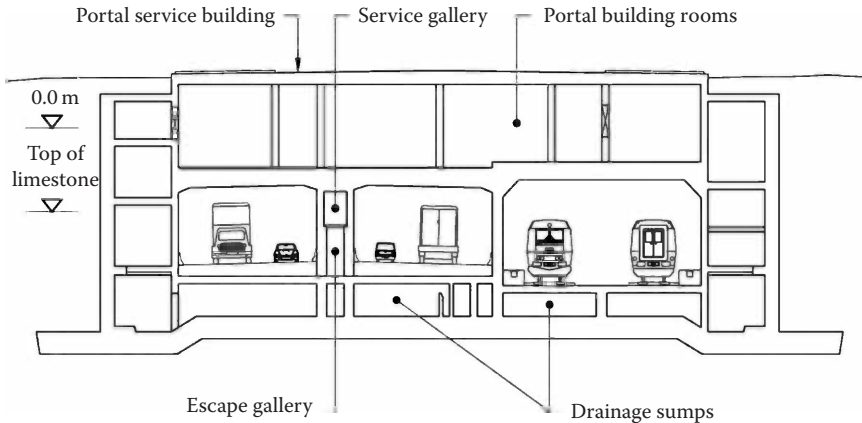 Portal service building
Service gallery
Portal building rooms
0.0 m
Top of
limestone
Escape gallery
Drainage sumps